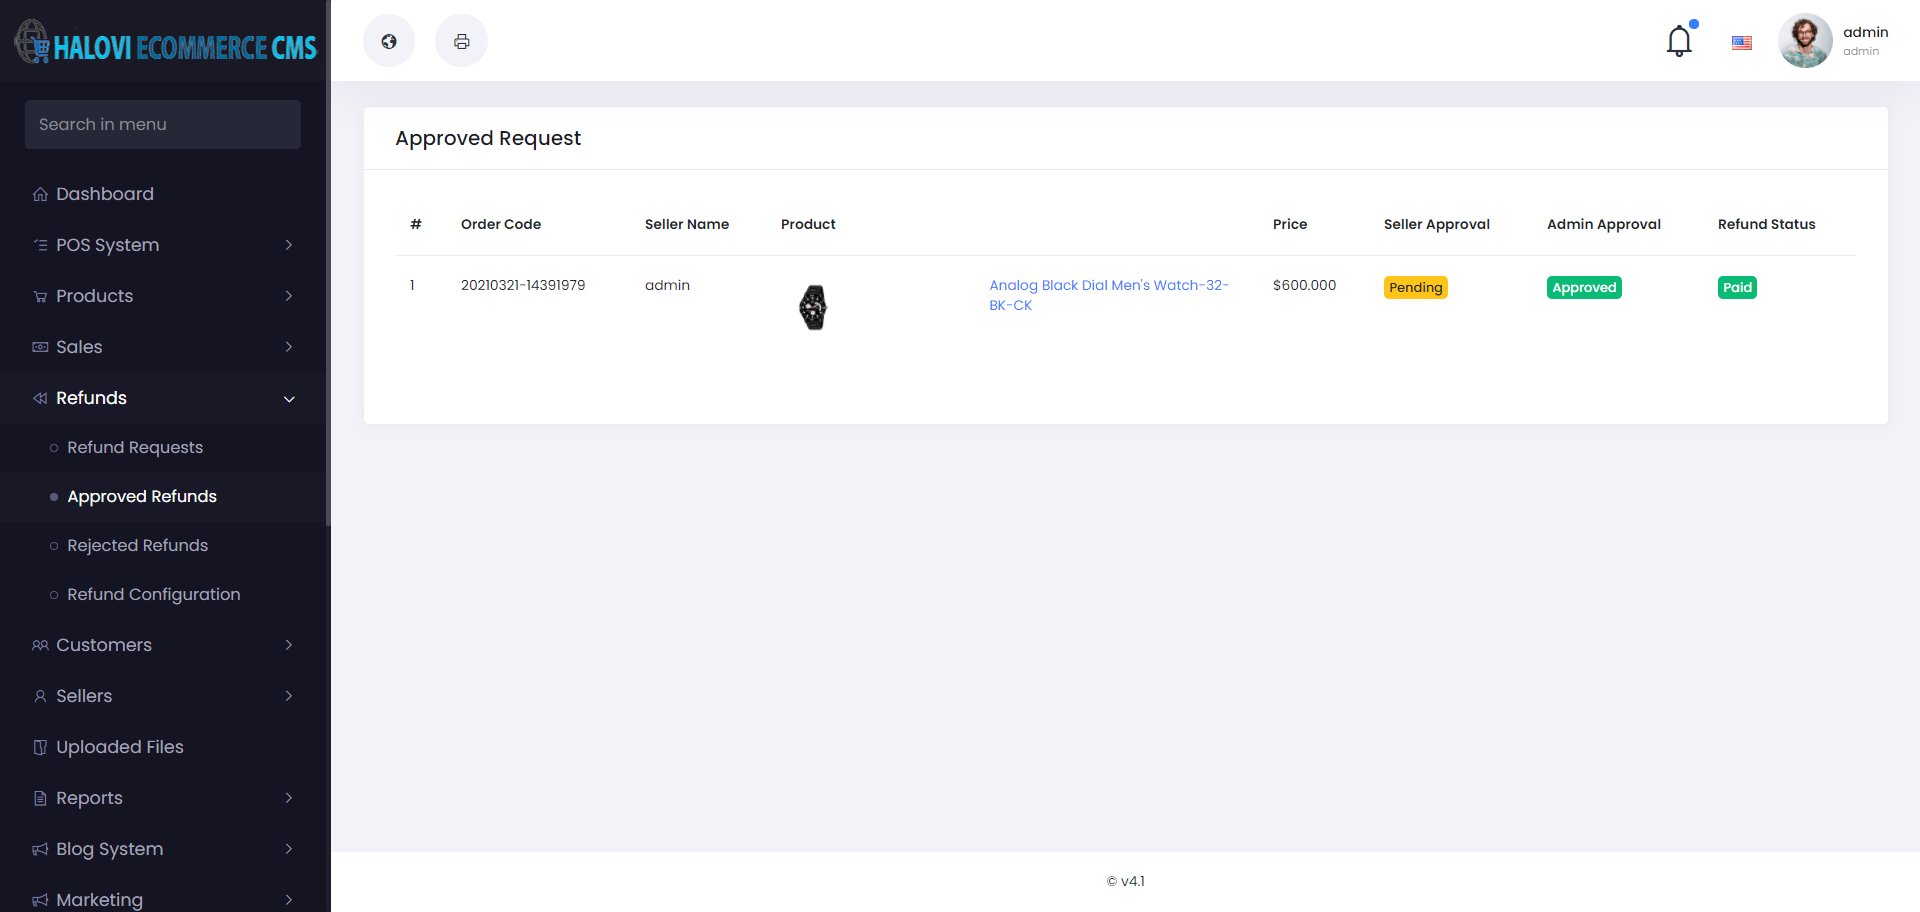 HALOVI ECOMMERCE CMS
admin
admin
Search in menu
Dashboard
POS System
Products
Sales
Refunds
Refund Requests
Approved Refunds
Rejected Refunds
Refund Configuration
Customers
Sellers
Uploaded Files
Reports
Blog System
Marketing
Approved Request
# Order Code Seller Name Product Price Seller Approval Admin Approval Refund Status
1 20210321-14391979 admin Analog Black Dial Men's Watch-32- $600.000 Pending Approved Paid
BK-CK
© v4.1